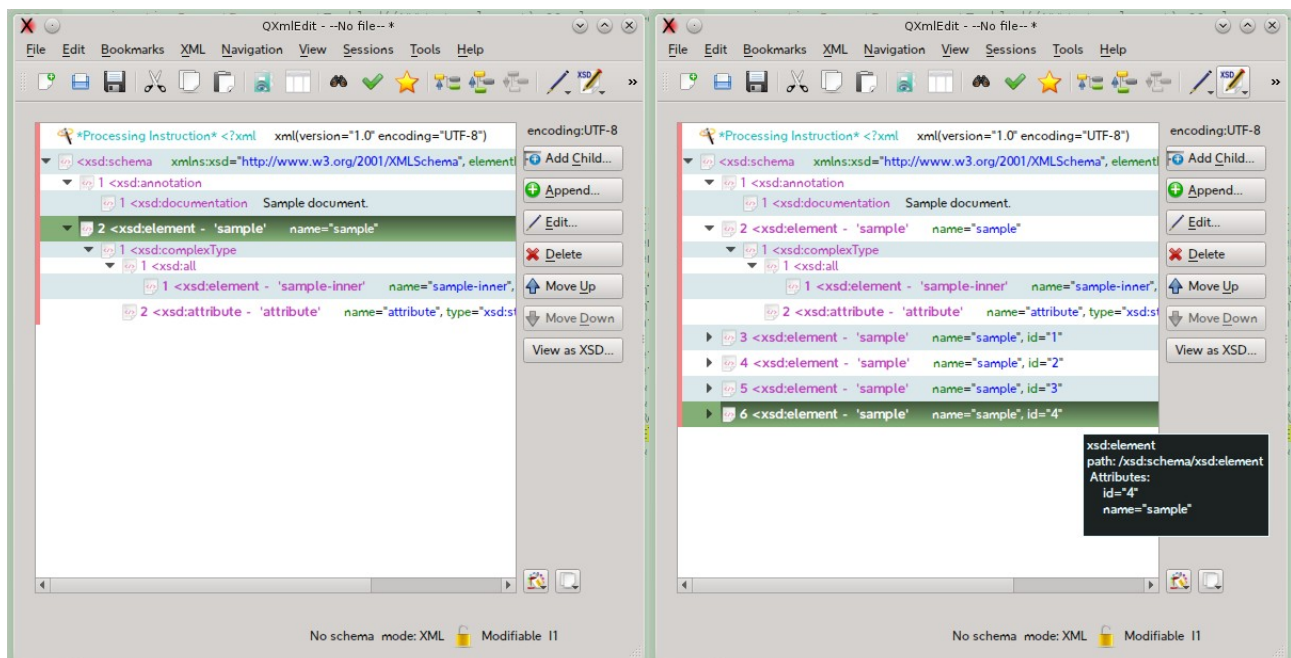 QXmlEdit - --No file-- *
File Edit Bookmarks XML Navigation View Sessions Tools Help
XSD
»
*Processing Instruction* <?xml xml(version="1.0" encoding="UTF-8")
encoding:UTF-8
<xsd:schema xmlns:xsd="http://www.w3.org/2001/XMLSchema", elementl
Add Child...
1 <xsd:annotation
Append...
1 <xsd:documentation Sample document.
2 <xsd:element - 'sample' name="sample"
Edit...
1 <xsd:complexType
Delete
1 <xsd:all
1 <xsd:element - 'sample-inner' name="sample-inner",
Move Up
2 <xsd:attribute - 'attribute' name="attribute", type="xsd:st
Move Down
View as XSD...
No schema mode: XML Modifiable I1
QXmlEdit - --No file-- *
File Edit Bookmarks XML Navigation View Sessions Tools Help
XSD
»
*Processing Instruction* <?xml xml(version="1.0" encoding="UTF-8")
encoding:UTF-8
<xsd:schema xmlns:xsd="http://www.w3.org/2001/XMLSchema", elementl
Add Child...
1 <xsd:annotation
Append...
1 <xsd:documentation Sample document.
2 <xsd:element - 'sample' name="sample"
Edit...
1 <xsd:complexType
Delete
1 <xsd:all
1 <xsd:element - 'sample-inner' name="sample-inner",
Move Up
2 <xsd:attribute - 'attribute' name="attribute", type="xsd:st
Move Down
3 <xsd:element - 'sample' name="sample", id="1"
View as XSD...
4 <xsd:element - 'sample' name="sample", id="2"
5 <xsd:element - 'sample' name="sample", id="3"
6 <xsd:element - 'sample' name="sample", id="4"
xsd:element
path: /xsd:schema/xsd:element
Attributes:
id="4"
name="sample"
No schema mode: XML Modifiable I1